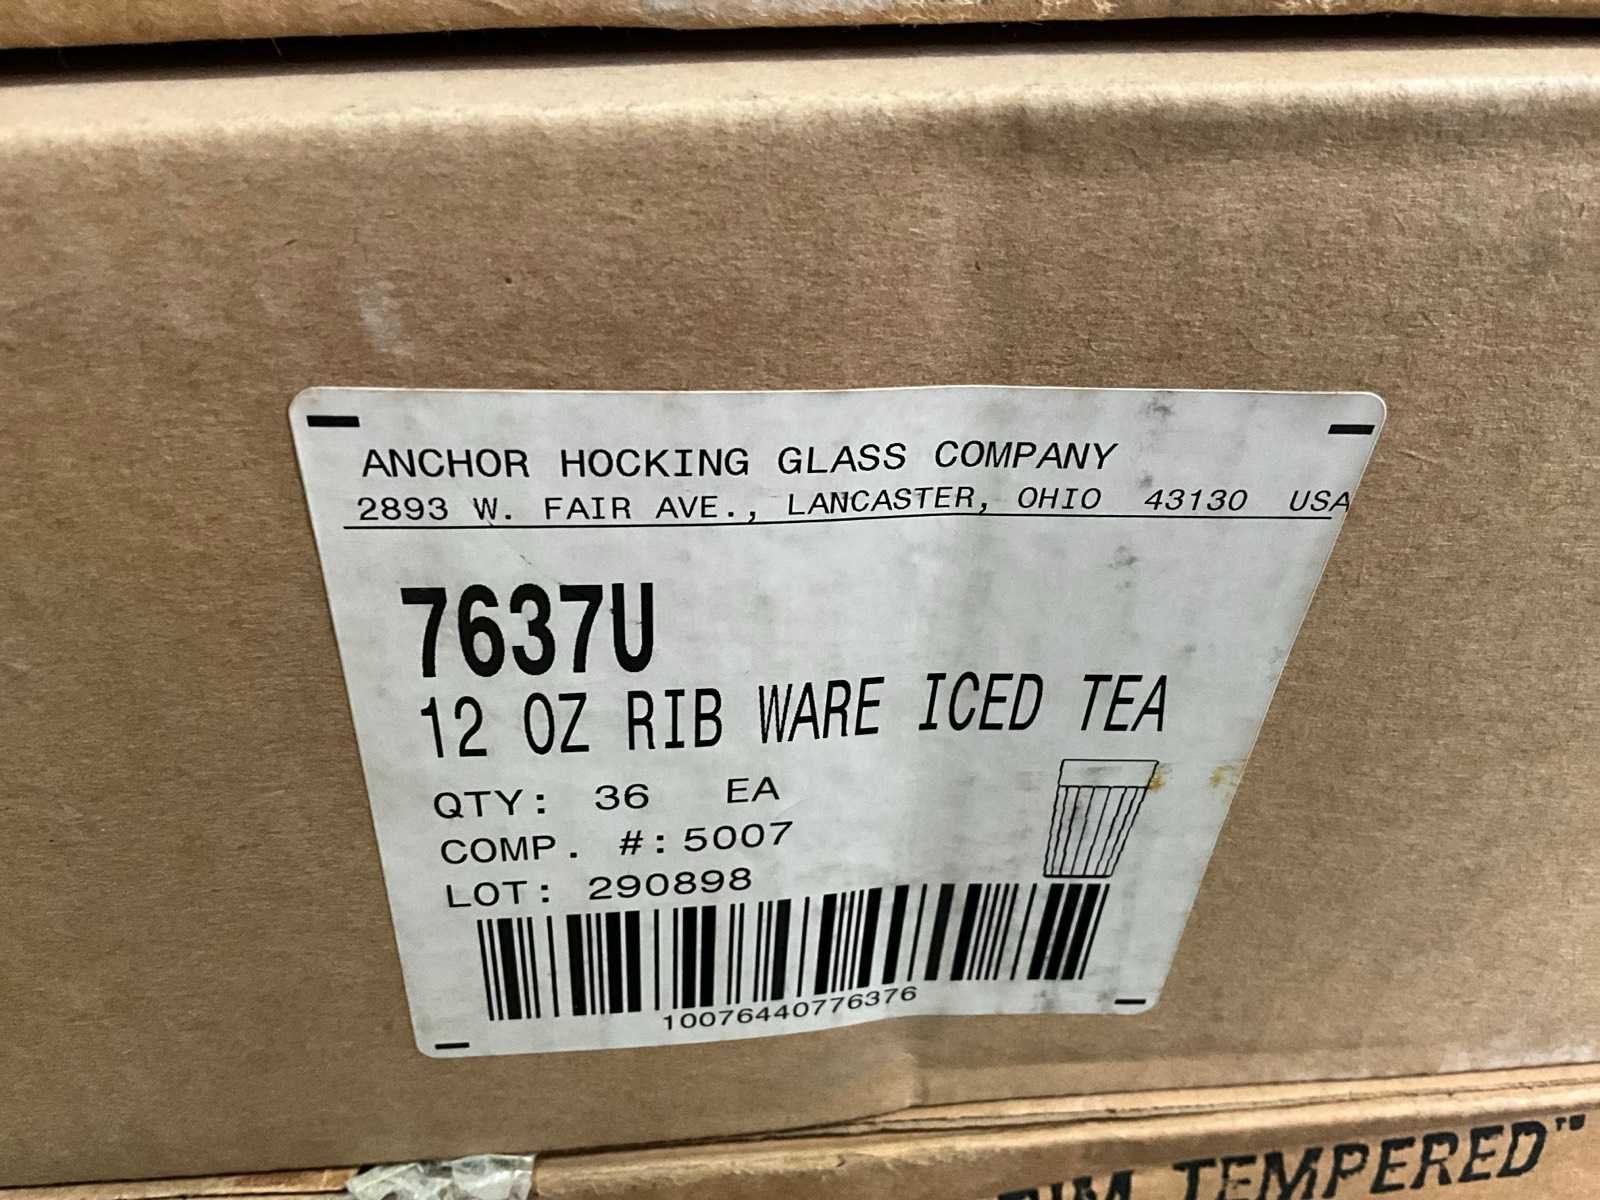 ANCHOR HOCKING GLASS COMPANY
2893 W. FAIR AVE., LANCASTER, OHIO 43130 USA
7637U
12 OZ RIB WARE ICED TEA
QTY: 36 EA
COMP. #: 5007
LOT: 290898
10076440776376
TEMPERED™